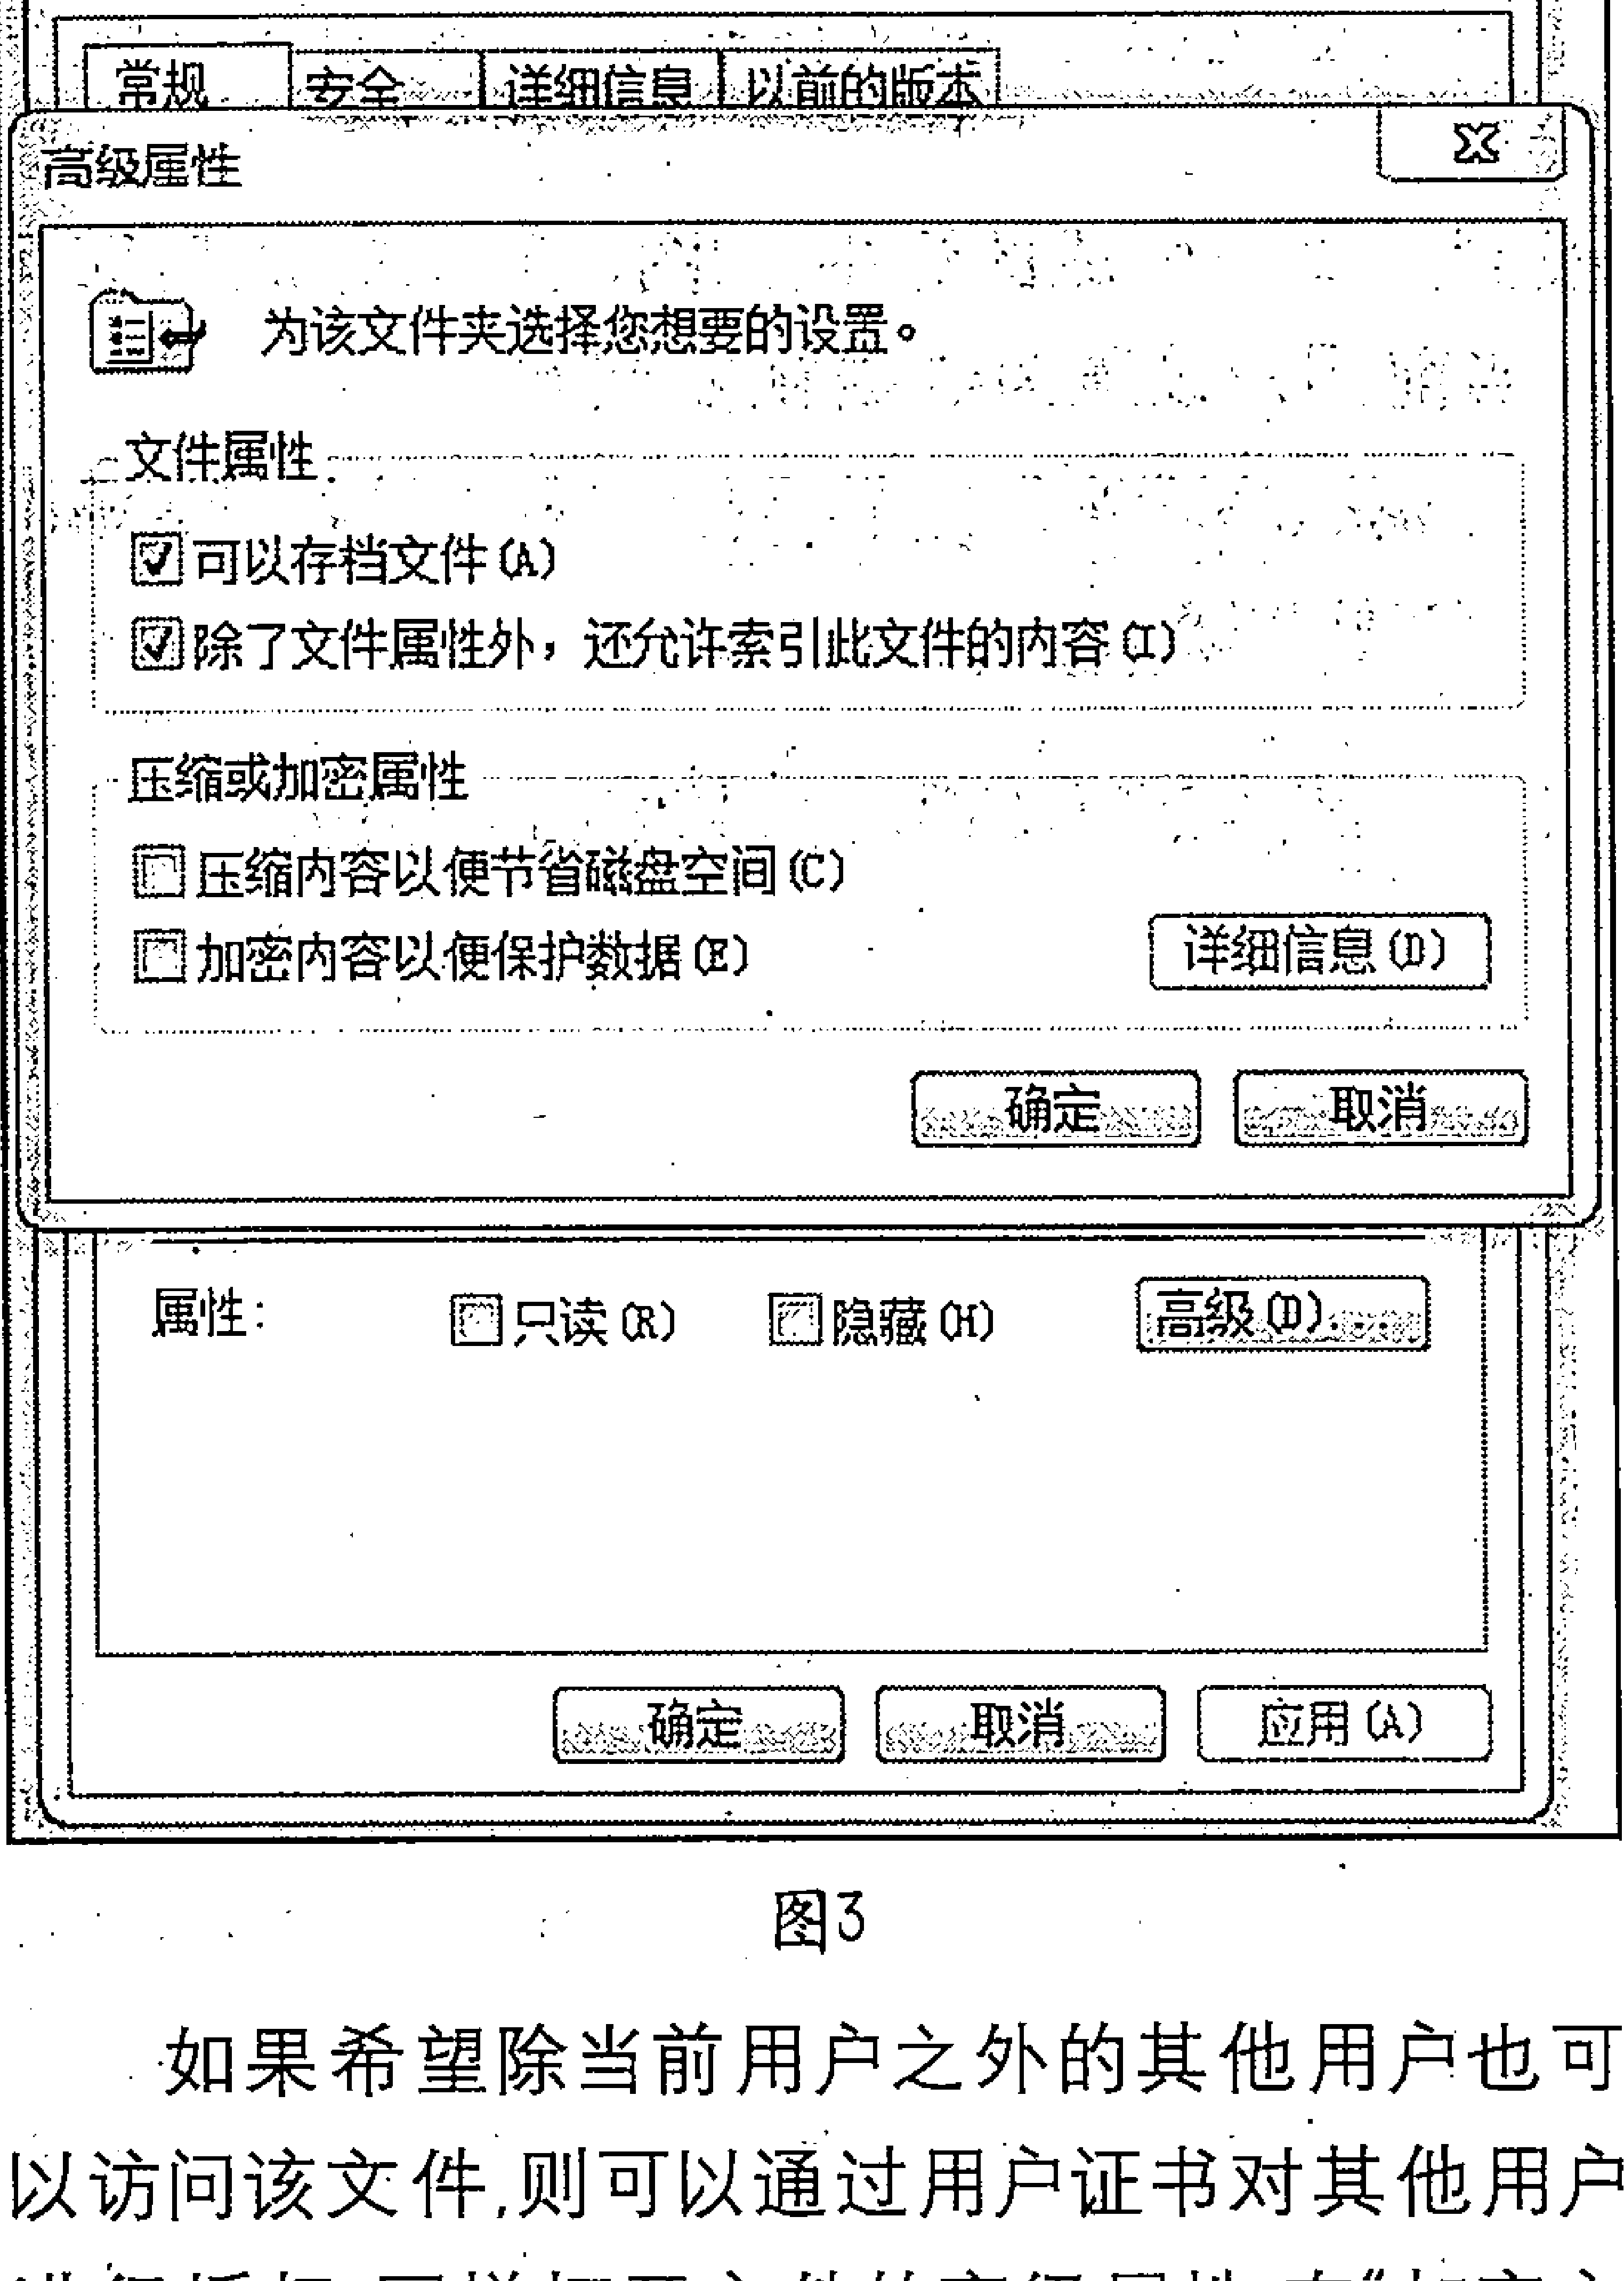 常规 安全 详细信息 以前的版本
高级属性
为该文件夹选择您想要的设置。
文件属性
可以存档文件(A)
除了文件属性外，还允许索引此文件的内容(I)
压缩或加密属性
压缩内容以便节省磁盘空间(C)
加密内容以便保护数据(E) 详细信息(D)
确定 取消
属性: 只读(R) 隐藏(H) 高级(D)...
确定 取消 应用(A)
图3
如果希望除当前用户之外的其他用户也可
以访问该文件,则可以通过用户证书对其他用户